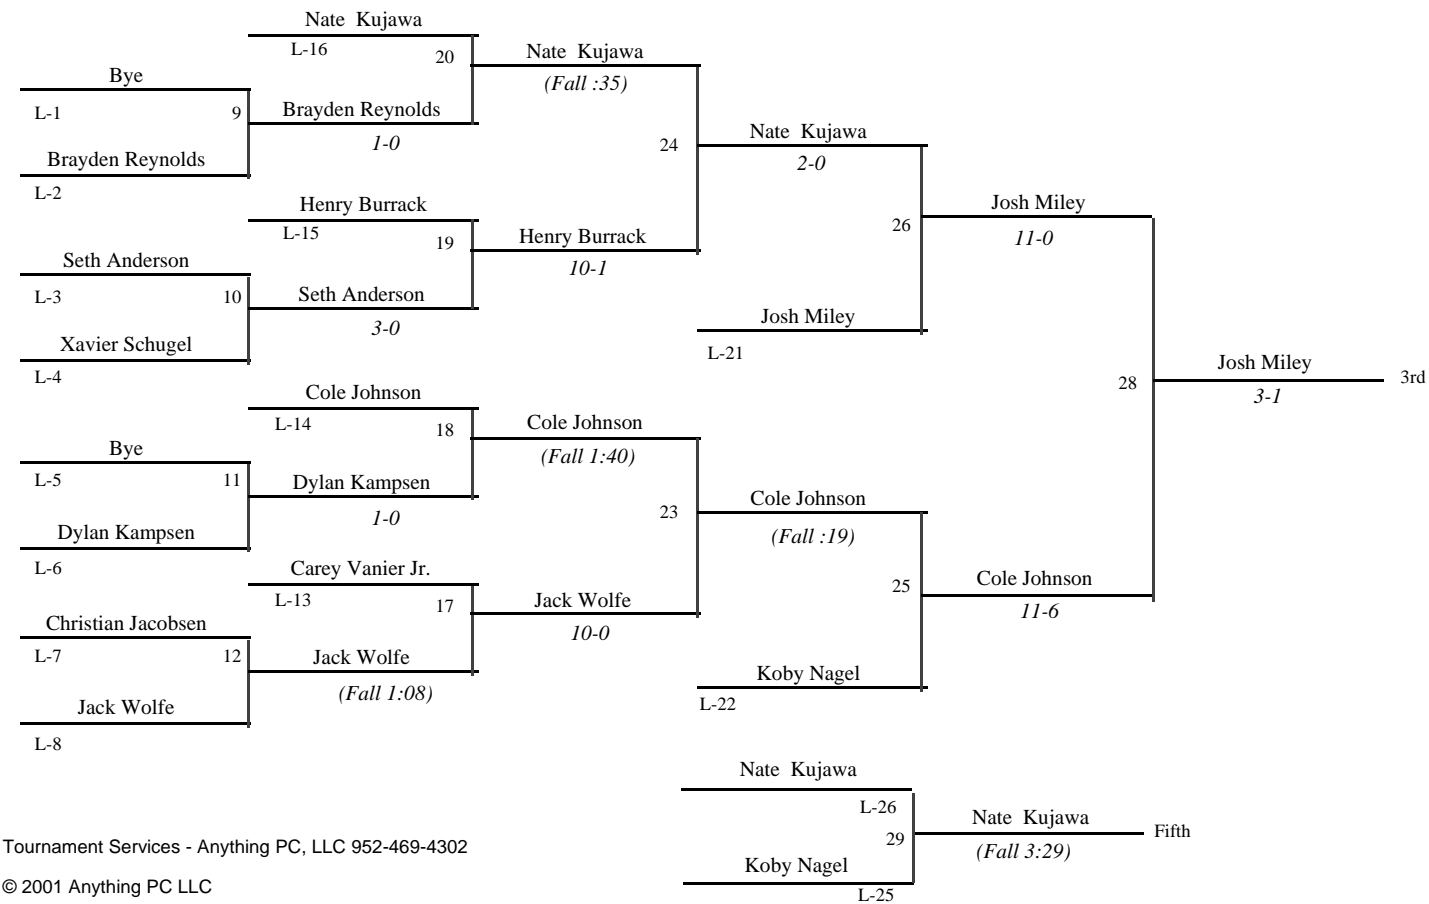 Nate Kujawa
L-16
20
Nate Kujawa
(Fall :35)
Bye
L-1
9
Brayden Reynolds
1-0
Brayden Reynolds
L-2
24
Nate Kujawa
2-0
Henry Burrack
L-15
19
Henry Burrack
10-1
Seth Anderson
L-3
10
Seth Anderson
3-0
Xavier Schugel
L-4
26
Josh Miley
11-0
Josh Miley
L-21
28
Josh Miley
3-1
3rd
Cole Johnson
L-14
18
Cole Johnson
(Fall 1:40)
Bye
L-5
11
Dylan Kampsen
1-0
Dylan Kampsen
L-6
23
Cole Johnson
(Fall :19)
Carey Vanier Jr.
L-13
17
Jack Wolfe
10-0
Christian Jacobsen
L-7
12
Jack Wolfe
(Fall 1:08)
Jack Wolfe
L-8
25
Cole Johnson
11-6
Koby Nagel
L-22
Nate Kujawa
L-26
29
Nate Kujawa
(Fall 3:29)
Fifth
Koby Nagel
L-25
Tournament Services - Anything PC, LLC 952-469-4302
© 2001 Anything PC LLC